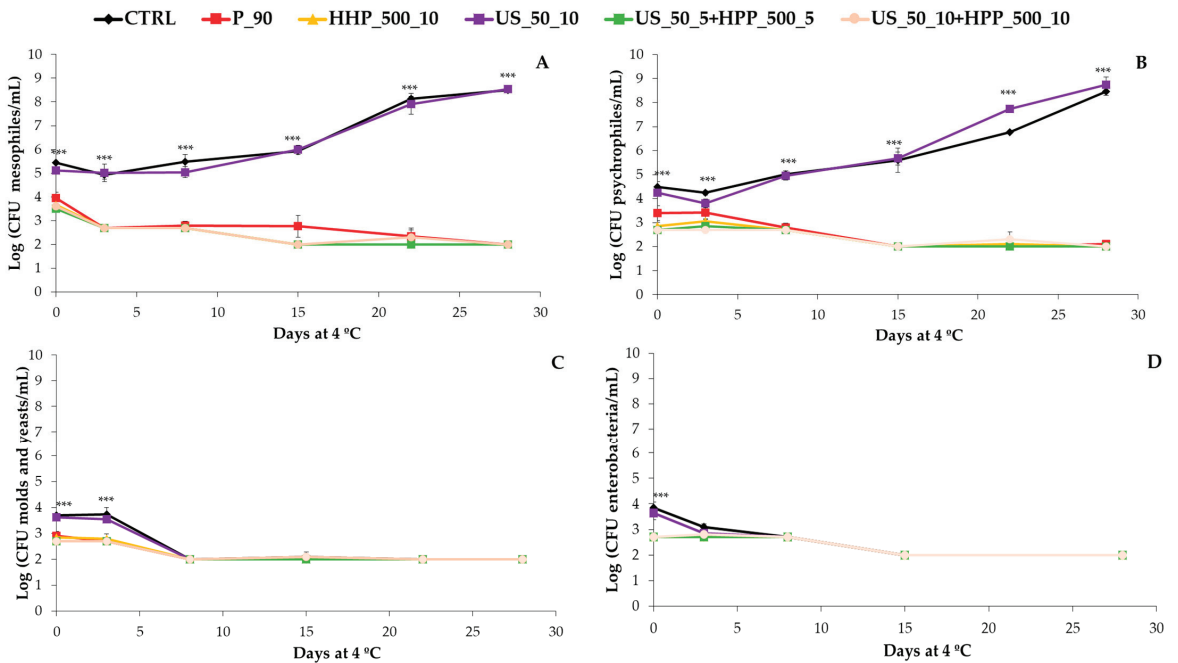 CTRL P_90 HHP_500_10 US_50_10 US_50_5+HPP_500_5 US_50_10+HPP_500_10
A
Log (CFU mesophiles/mL)
10
9
8
7
6
5
4
3
2
1
0
*** *** *** *** *** ***
0 5 10 15 20 25 30
Days at 4 ºC
B
Log (CFU psychrophiles/mL)
10
9
8
7
6
5
4
3
2
1
0
*** *** *** *** *** ***
0 5 10 15 20 25 30
Days at 4 ºC
C
Log (CFU molds and yeasts/mL)
10
9
8
7
6
5
4
3
2
1
0
*** ***
0 5 10 15 20 25 30
Days at 4 ºC
D
Log (CFU enterobacteria/mL)
10
9
8
7
6
5
4
3
2
1
0
***
0 5 10 15 20 25 30
Days at 4 ºC